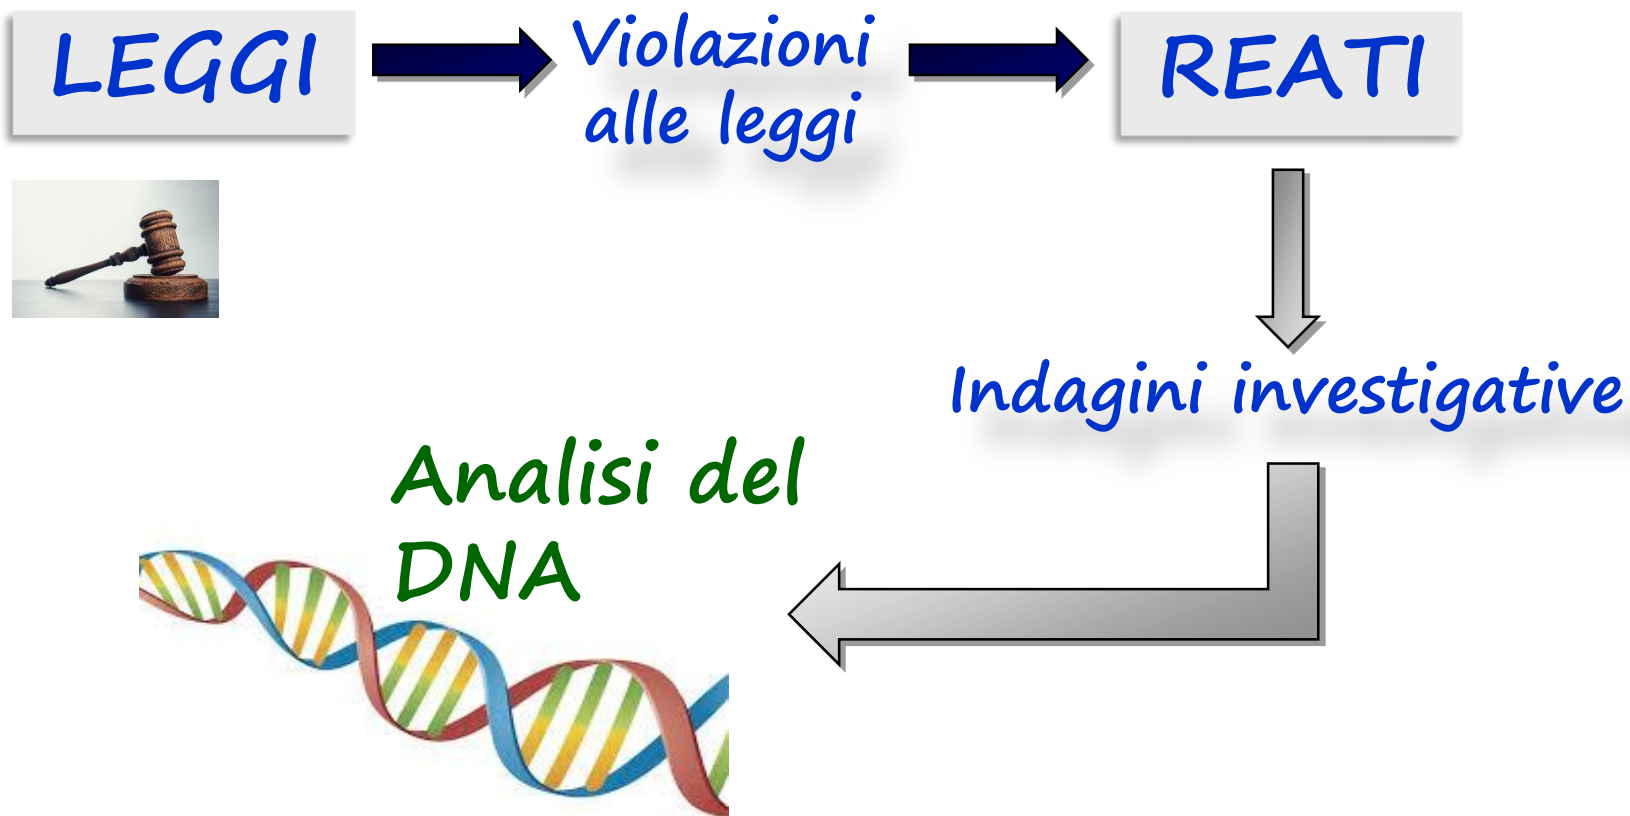 LEGGI
Violazioni
alle leggi
REATI
Indagini investigative
Analisi del
DNA